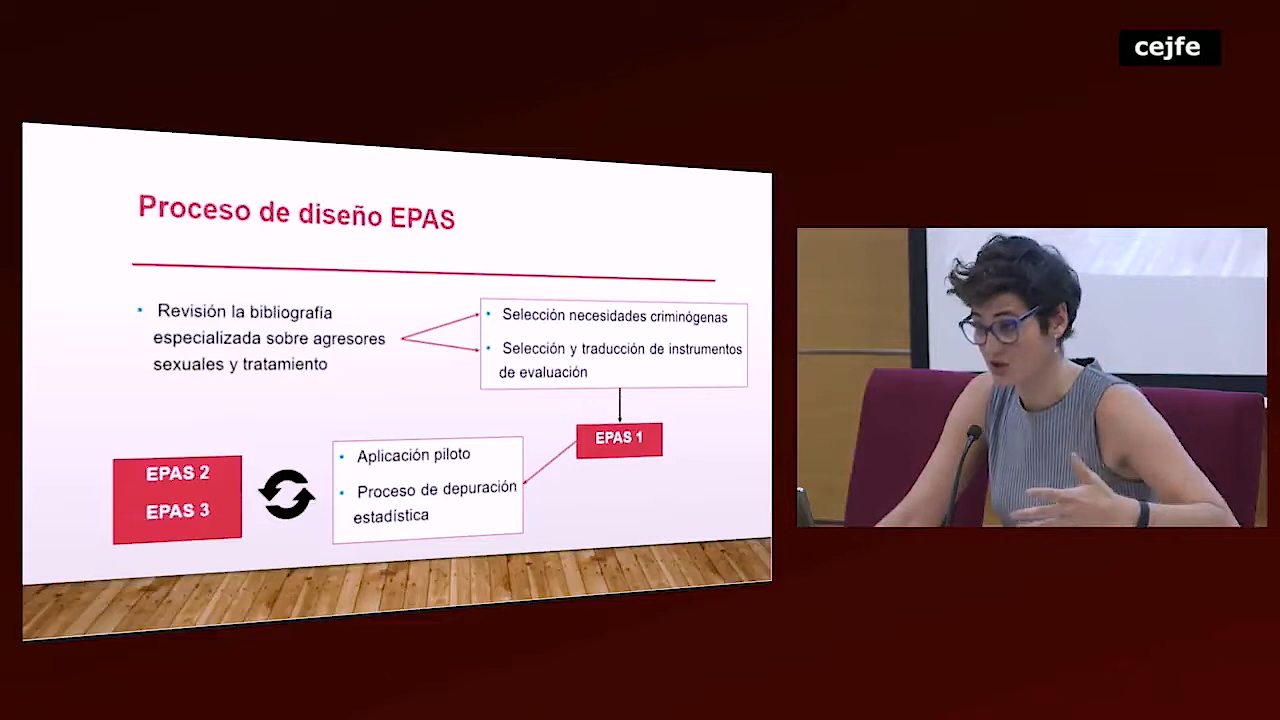 cejfe
Proceso de diseño EPAS
• Revisión la bibliografía
especializada sobre agresores
sexuales y tratamiento
• Selección necesidades criminógenas
• Selección y traducción de instrumentos
de evaluación
EPAS 1
• Aplicación piloto
• Proceso de depuración
estadística
EPAS 2
EPAS 3